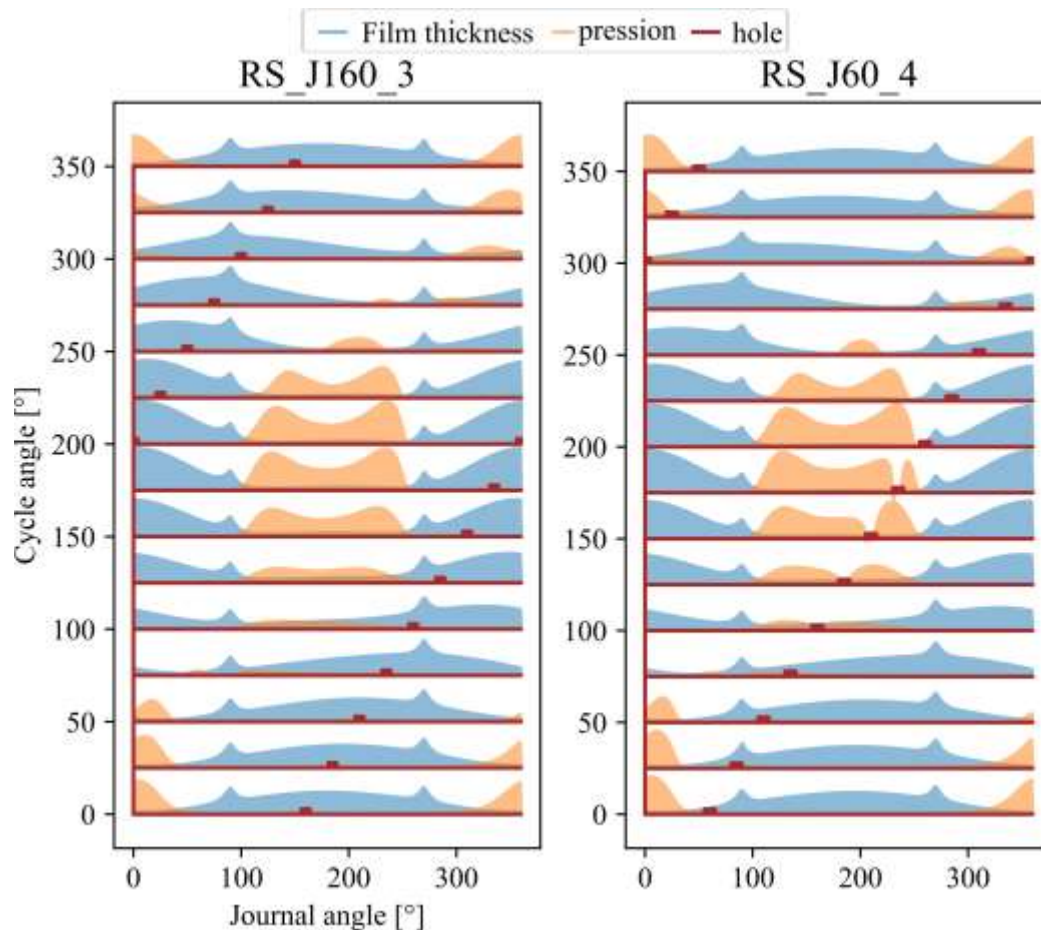 Film thickness pression hole
RS_J160_3 RS_J60_4
Cycle angle [°]
350 350
300 300
250 250
200 200
150 150
100 100
50 50
0 0
0 100 200 300 0 100 200 300
Journal angle [°]